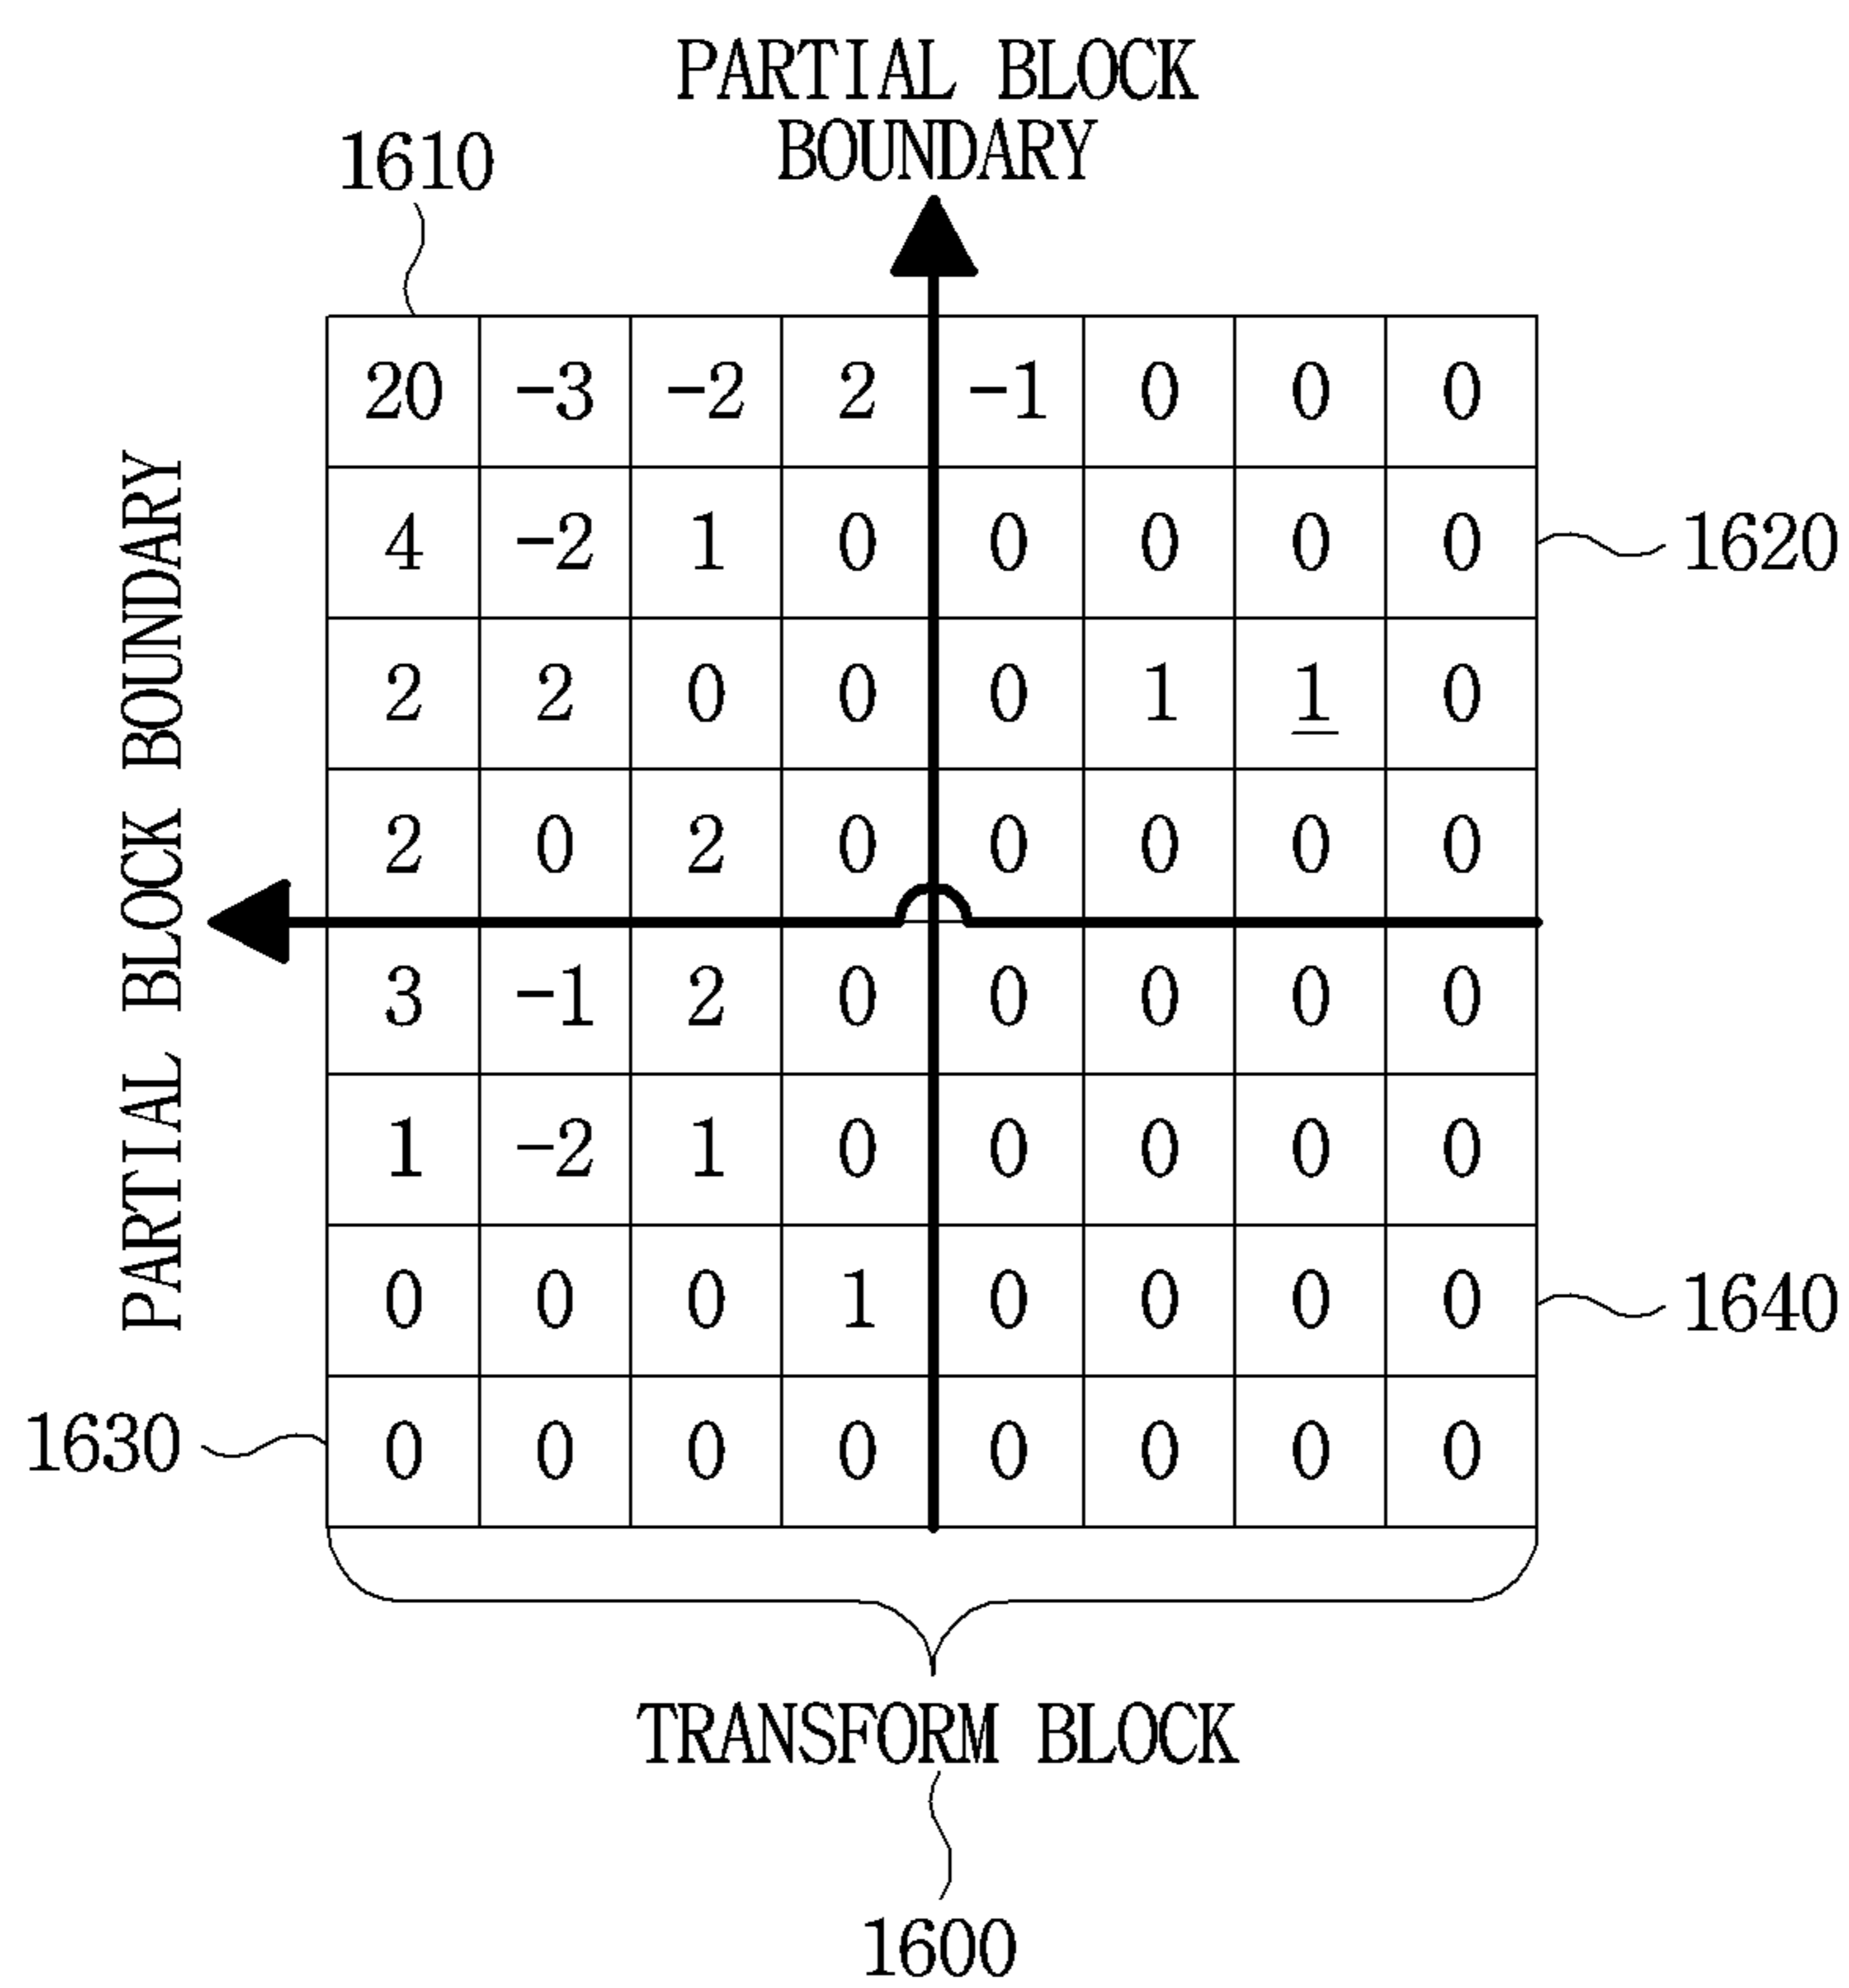 PARTIAL BLOCK
BOUNDARY
1610
PARTIAL BLOCK BOUNDARY
20 -3 -2 2 -1 0 0 0
4 -2 1 0 0 0 0 0
1620
2 2 0 0 0 1 1 0
2 0 2 0 0 0 0 0
3 -1 2 0 0 0 0 0
1 -2 1 0 0 0 0 0
0 0 0 1 0 0 0 0
1640
1630
0 0 0 0 0 0 0 0
TRANSFORM BLOCK
1600